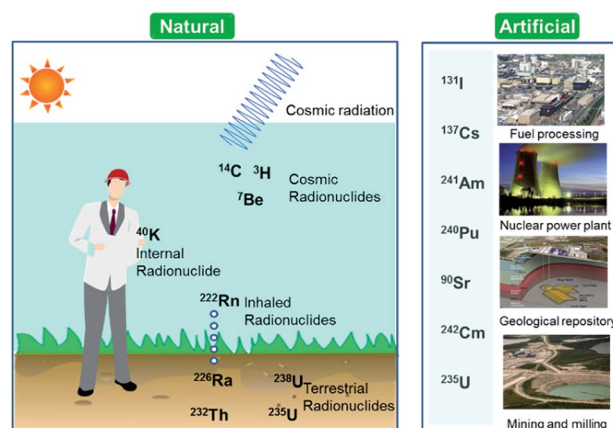 Natural
Cosmic radiation
¹⁴C ³H
⁷Be
Cosmic
Radionuclides
⁴⁰K
Internal
Radionuclide
²²²Rn Inhaled
Radionuclides
²²⁶Ra ²³⁸U Terrestrial
Radionuclides
²³²Th ²³⁵U
Artificial
¹³¹I
¹³⁷Cs
²⁴¹Am
²⁴⁰Pu
⁹⁰Sr
²⁴²Cm
²³⁵U
Fuel processing
Nuclear power plant
Geological repository
Mining and milling